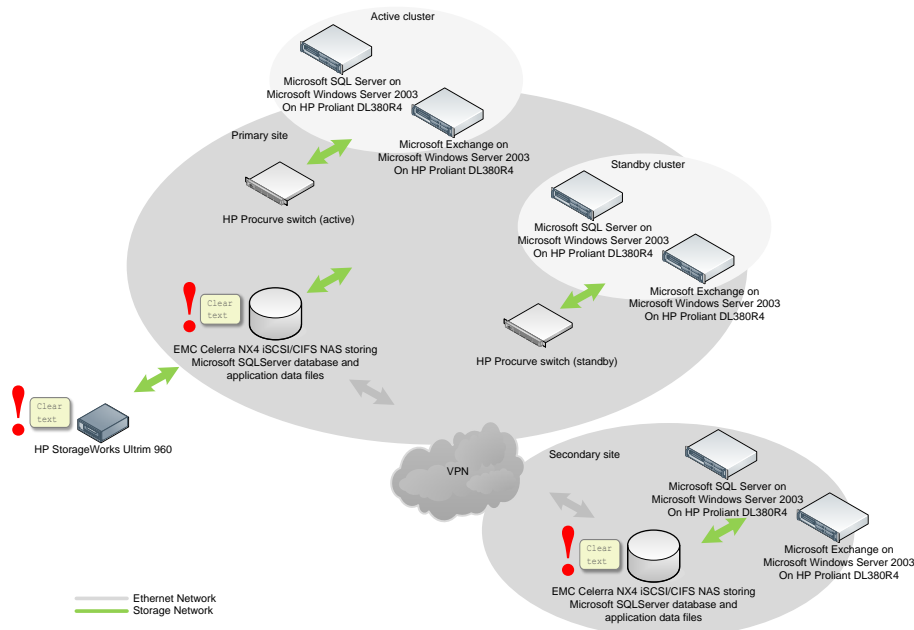 Active cluster
Microsoft SQL Server on
Microsoft Windows Server 2003
On HP Proliant DL380R4
Microsoft Exchange on
Microsoft Windows Server 2003
On HP Proliant DL380R4
Primary site
HP Procurve switch (active)
Standby cluster
Microsoft SQL Server on
Microsoft Windows Server 2003
On HP Proliant DL380R4
Microsoft Exchange on
Microsoft Windows Server 2003
On HP Proliant DL380R4
HP Procurve switch (standby)
!
Clear
text
EMC Celerra NX4 iSCSI/CIFS NAS storing
Microsoft SQLServer database and
application data files
!
Clear
text
HP StorageWorks Ultrim 960
VPN
Secondary site
Microsoft SQL Server on
Microsoft Windows Server 2003
On HP Proliant DL380R4
Microsoft Exchange on
Microsoft Windows Server 2003
On HP Proliant DL380R4
!
Clear
text
EMC Celerra NX4 iSCSI/CIFS NAS storing
Microsoft SQLServer database and
application data files
Ethernet Network
Storage Network